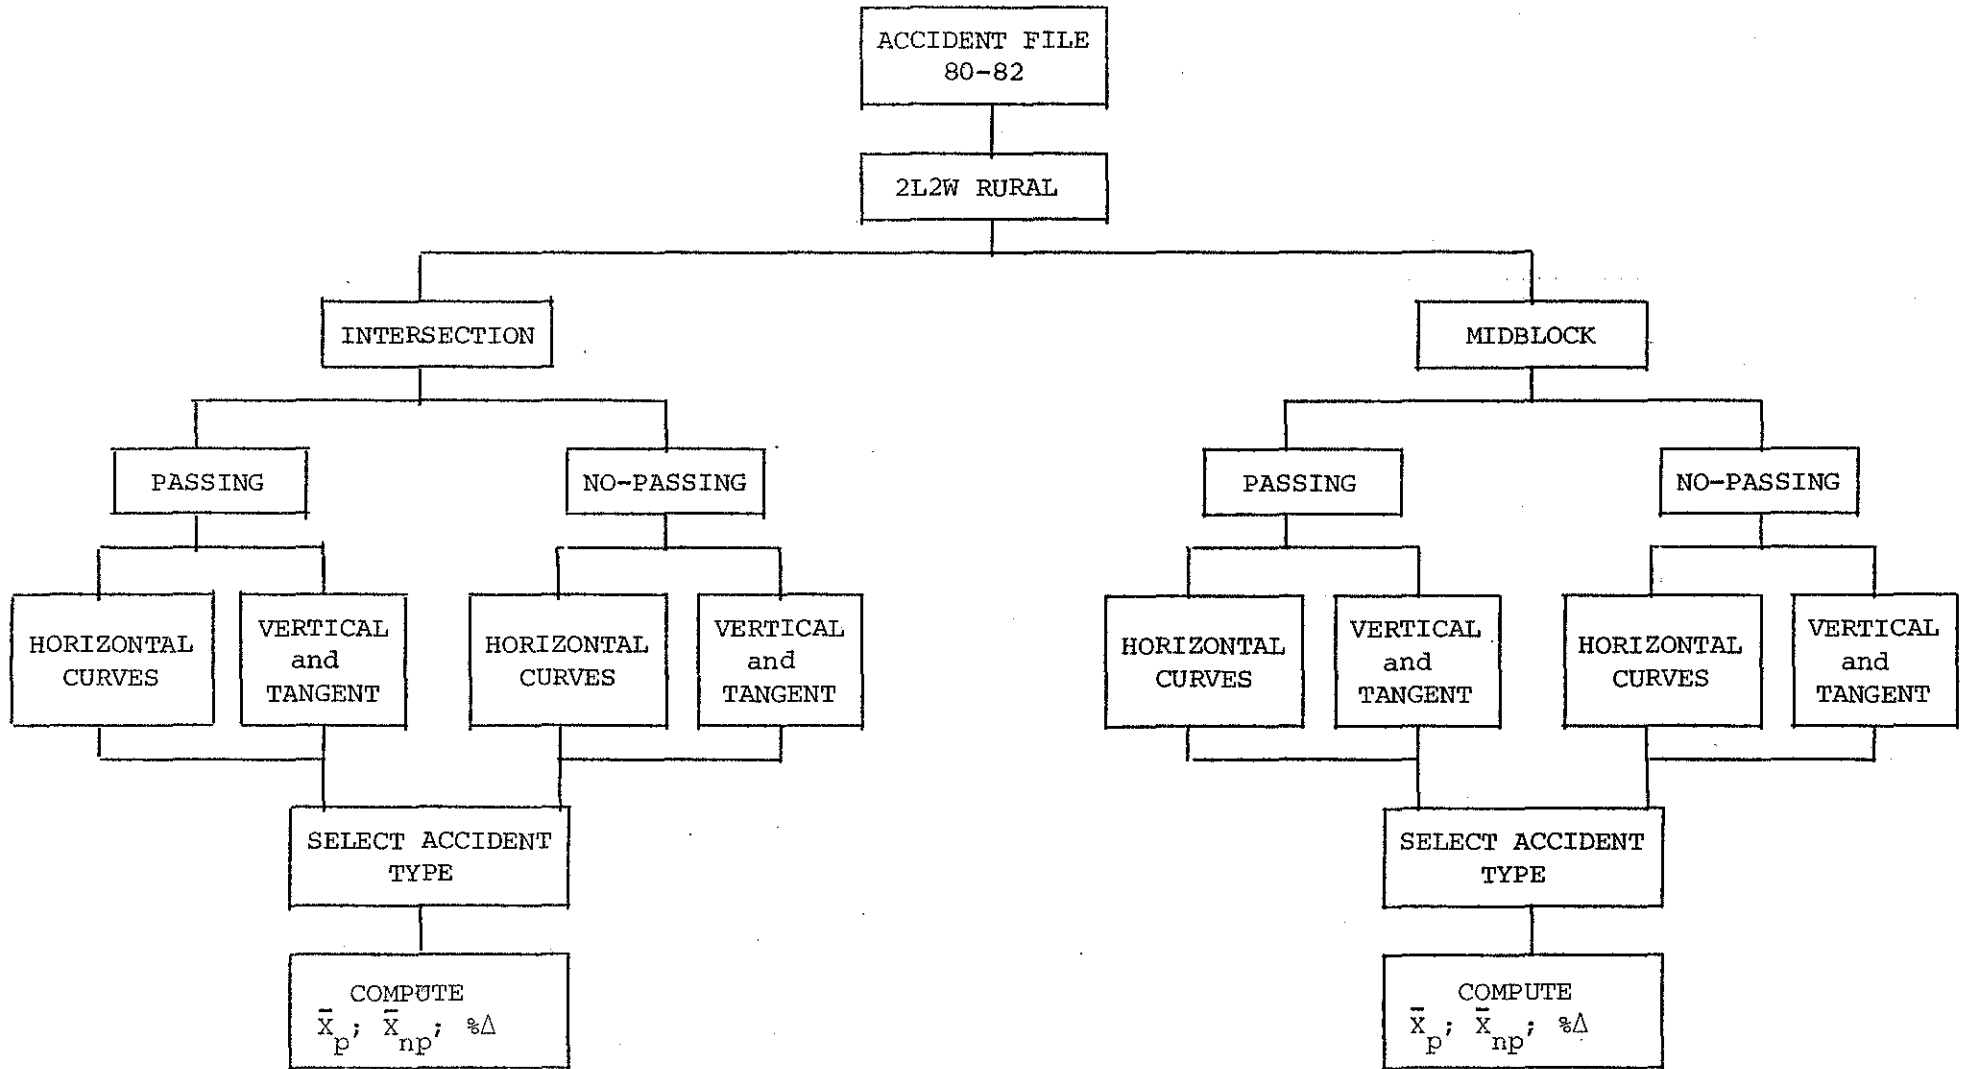 ACCIDENT FILE
80-82
2L2W RURAL
INTERSECTION
MIDBLOCK
PASSING
NO-PASSING
PASSING
NO-PASSING
HORIZONTAL
CURVES
VERTICAL
and
TANGENT
HORIZONTAL
CURVES
VERTICAL
and
TANGENT
HORIZONTAL
CURVES
VERTICAL
and
TANGENT
HORIZONTAL
CURVES
VERTICAL
and
TANGENT
SELECT ACCIDENT
TYPE
SELECT ACCIDENT
TYPE
COMPUTE
X̄p; X̄np; %Δ
COMPUTE
X̄p; X̄np; %Δ